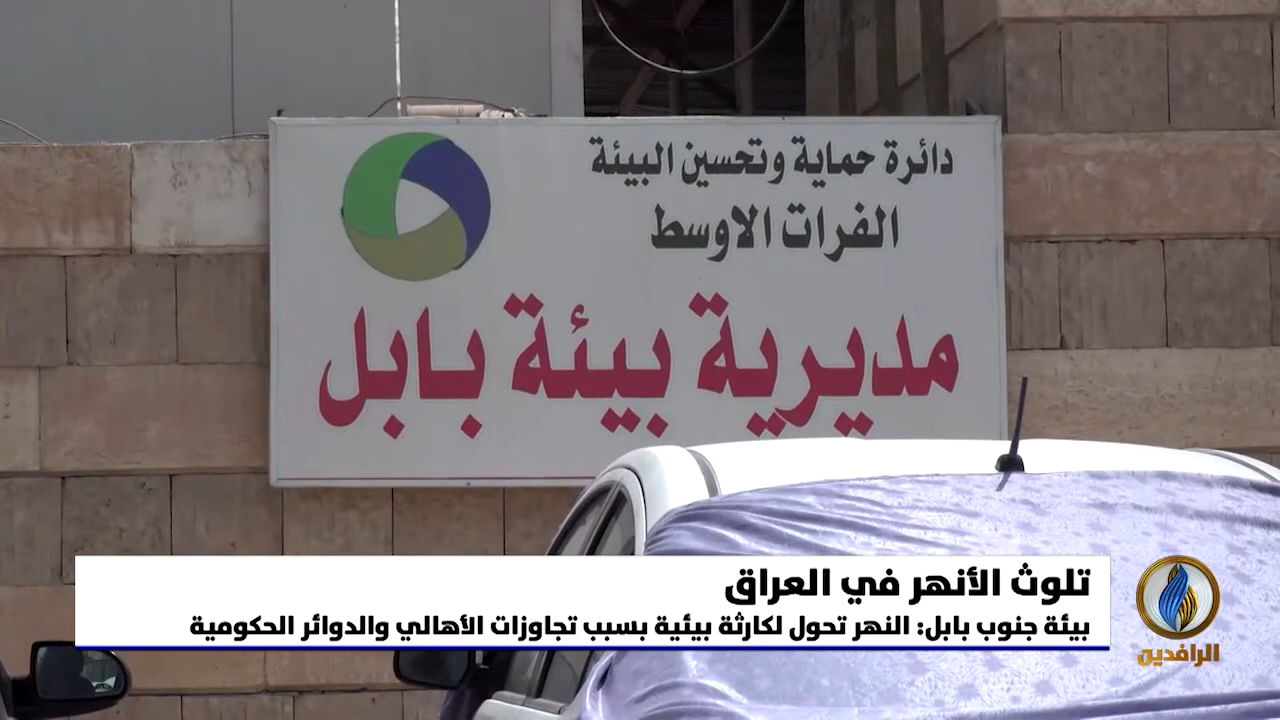 دائرة حماية وتحسين البيئة
الفرات الاوسط
مديرية بيئة بابل
تلوث الأنهر في العراق
بيئة جنوب بابل: النهر تحول لكارثة بيئية بسبب تجاوزات الأهالي والدوائر الحكومية
الرافدين